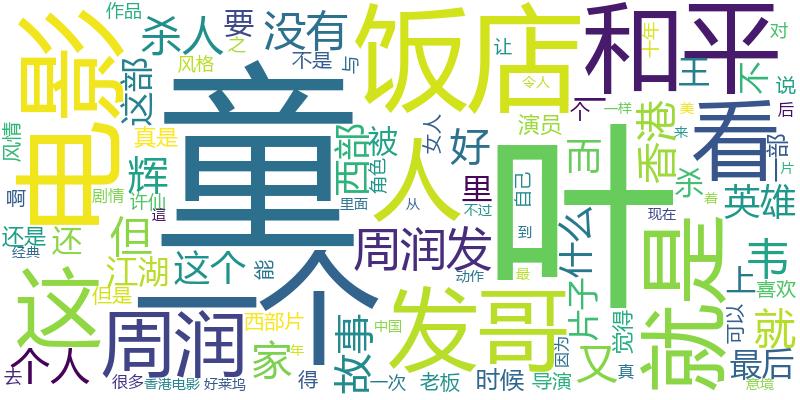 作品
杀人
要
没有
和平
十年
对
之
风格
不是
与
让
饭店
令人
王
不
说
电影
这部
童
看
后
个
一样
美
真是
西部
被
女人
好
演员
而
香港
来
一部
片
风情
辉
人
叶
角色
里
自己
杀
着
英雄
啊
剧情
许仙
里面
從
不过
到
现在
还是
还
但
這
周润发
什么
就是
上
韦
经典
江湖
这个
能
一个
动作
最
片子
因为
觉得
可以
喜欢
这
但是
周润
西部片
故事
中国
发哥
又
真
就
意境
个人
去
很多
香港电影
好莱坞
家
年
得
一次
老板
时候
导演
最后